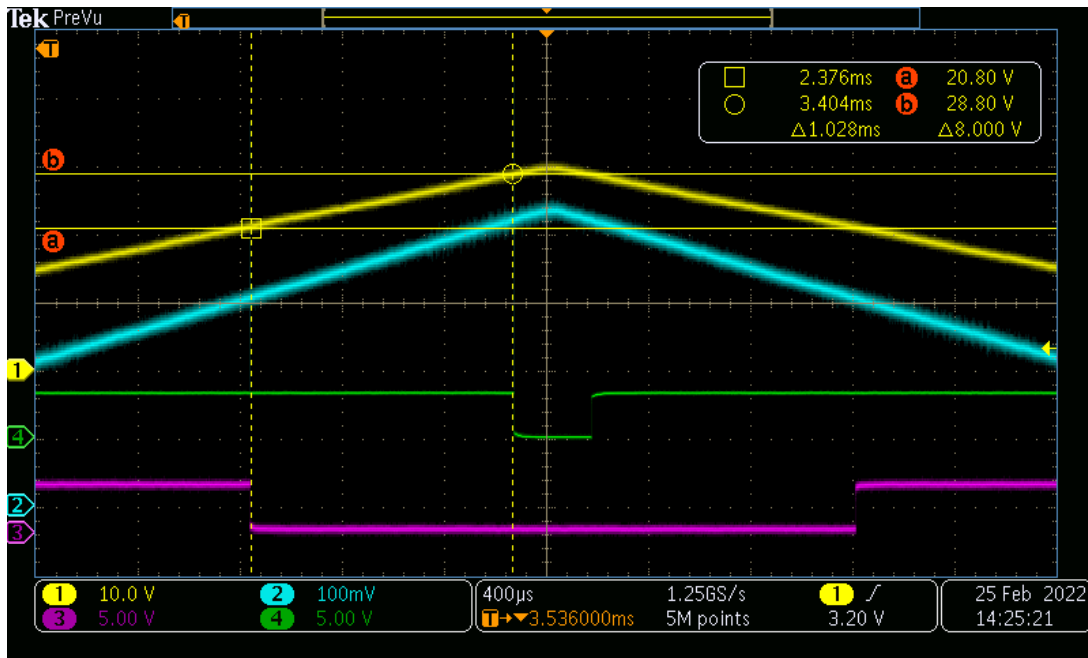 Tek PreVu
T
T
2.376ms a 20.80 V
3.404ms b 28.80 V
△1.028ms △8.000 V
b
a
1
4
2
3
1 10.0 V 2 100mV
3 5.00 V 4 5.00 V
400µs 1.25GS/s 1
T→▼3.536000ms 5M points 3.20 V
25 Feb 2022
14:25:21